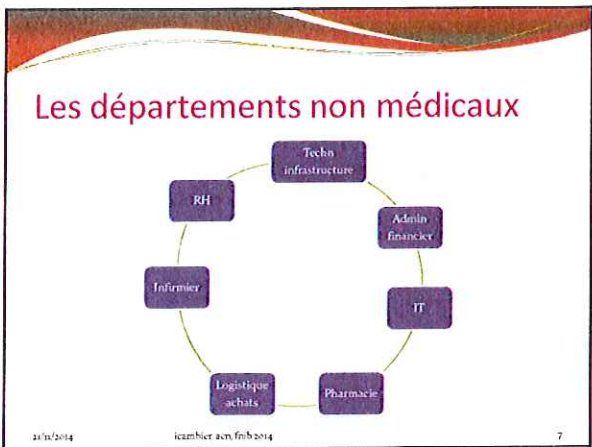 Les départements non médicaux
Techn
infrastructure
Admin
financier
IT
Pharmacie
Logistique
achats
Infirmier
RH
21/11/2014
icambier acn, fnib 2014
7